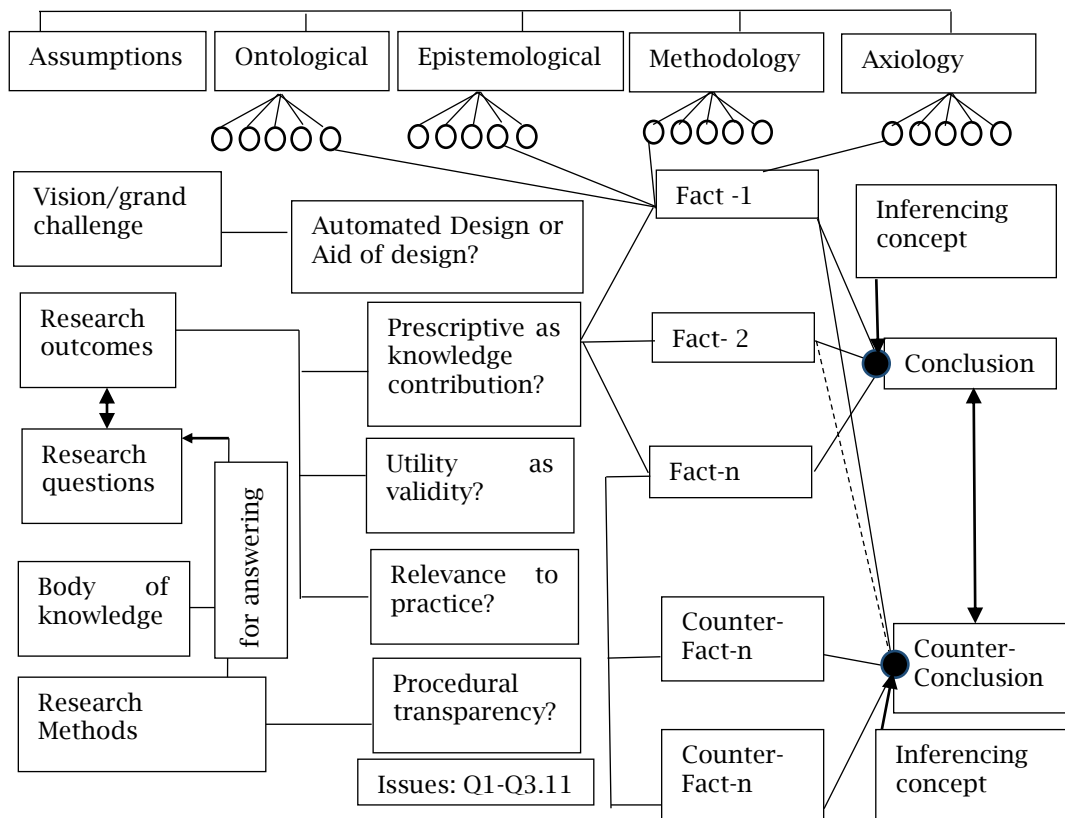 Assumptions
Ontological
Epistemological
Methodology
Axiology
Vision/grand
challenge
Automated Design or
Aid of design?
Fact -1
Inferencing
concept
Research
outcomes
Prescriptive as
knowledge
contribution?
Fact- 2
Conclusion
Research
questions
for answering
Utility as
validity?
Fact-n
Body of
knowledge
Relevance to
practice?
Counter-
Fact-n
Counter-
Conclusion
Research
Methods
Procedural
transparency?
Counter-
Fact-n
Inferencing
concept
Issues: Q1-Q3.11